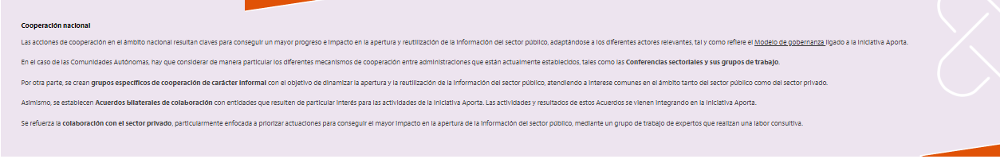 Cooperación nacional
Las acciones de cooperación en el ámbito nacional resultan claves para conseguir un mayor progreso e impacto en la apertura y reutilización de la información del sector público, adaptándose a los diferentes actores relevantes, tal y como refiere el Modelo de gobernanza ligado a la Iniciativa Aporta.
En el caso de las Comunidades Autónomas, hay que considerar de manera particular los diferentes mecanismos de cooperación entre administraciones que están actualmente establecidos, tales como las Conferencias sectoriales y sus grupos de trabajo.
Por otra parte, se crean grupos específicos de cooperación de carácter informal con el objetivo de dinamizar la apertura y la reutilización de la información del sector público, atendiendo a interese comunes en el ámbito tanto del sector público como del sector privado.
Asimismo, se establecen Acuerdos bilaterales de colaboración con entidades que resulten de particular interés para las actividades de la Iniciativa Aporta. Las actividades y resultados de estos Acuerdos se vienen integrando en la Iniciativa Aporta.
Se refuerza la colaboración con el sector privado, particularmente enfocada a priorizar actuaciones para conseguir el mayor impacto en la apertura de la información del sector público, mediante un grupo de trabajo de expertos que realizan una labor consultiva.